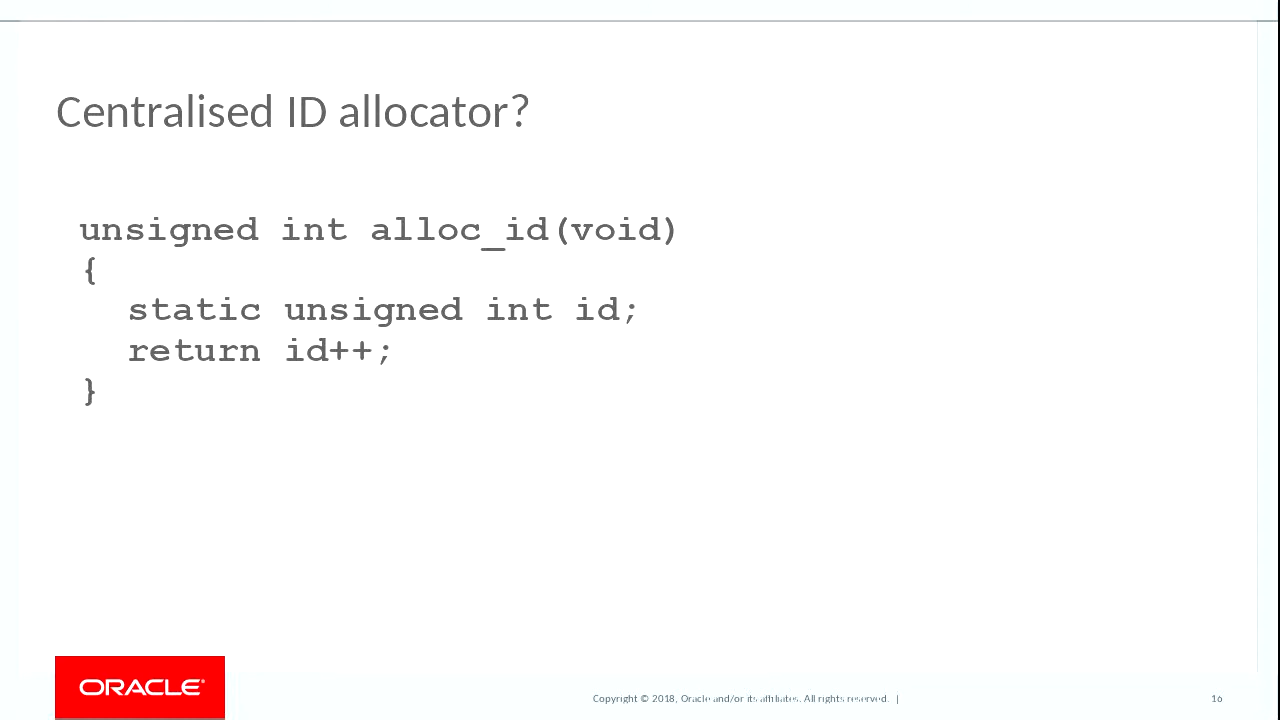 Centralised ID allocator?
unsigned int alloc_id(void)
{
static unsigned int id;
return id++;
}
ORACLE®
Copyright © 2018, Oracle and/or its affiliates. All rights reserved. |
16